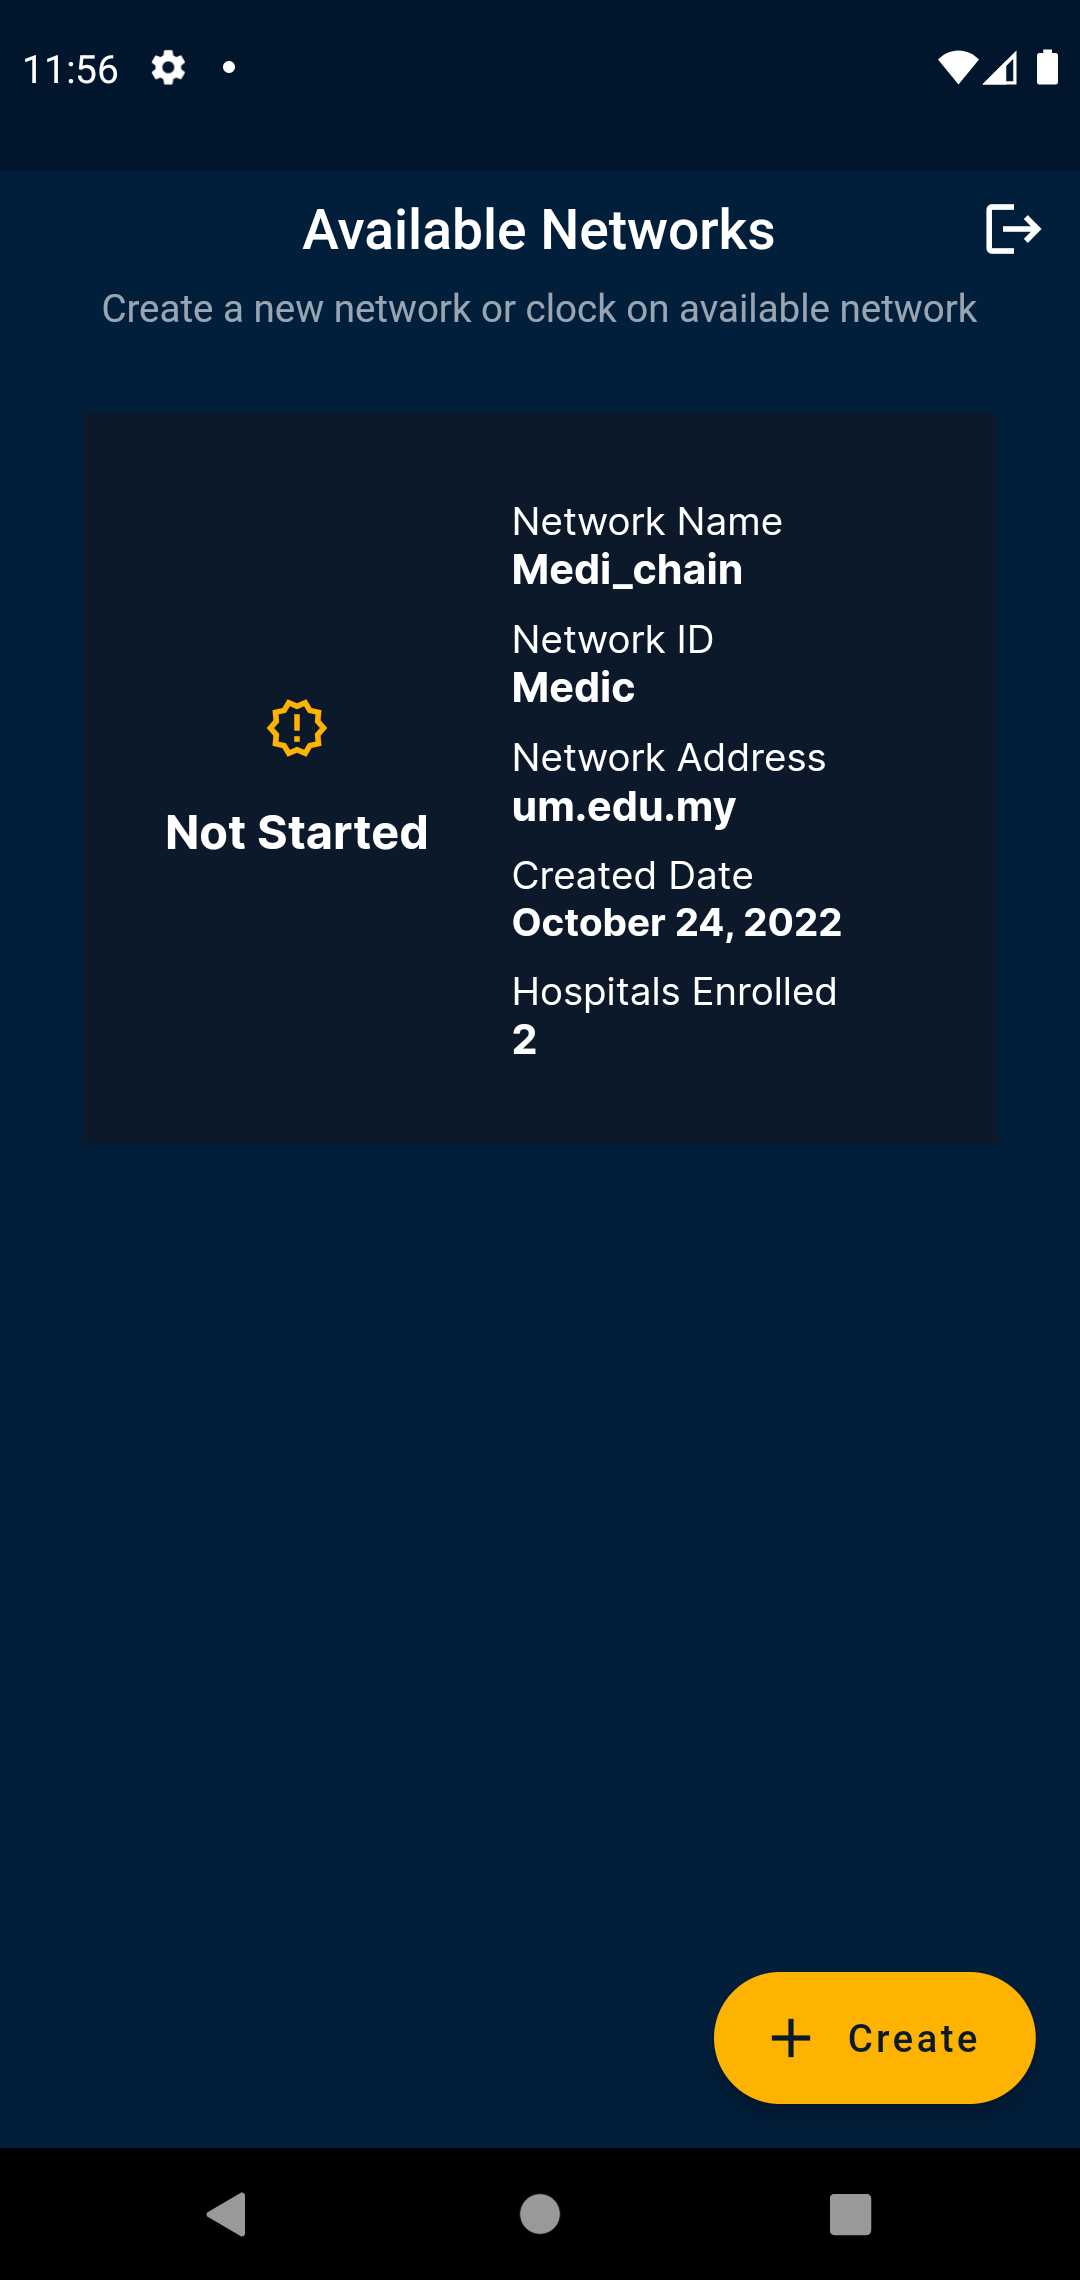 11:56
Available Networks
Create a new network or clock on available network
Network Name
Medi_chain
Network ID
Medic
Network Address
um.edu.my
Not Started
Created Date
October 24, 2022
Hospitals Enrolled
2
Create